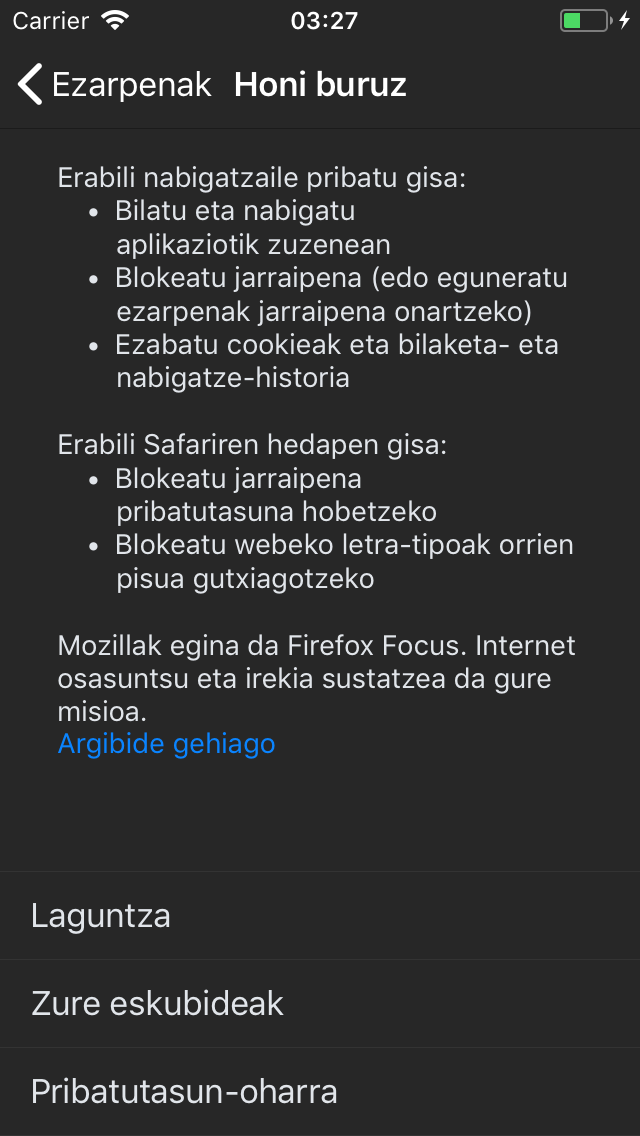 Carrier 03:27
Ezarpenak Honi buruz
Erabili nabigatzaile pribatu gisa:
• Bilatu eta nabigatu
aplikaziotik zuzenean
• Blokeatu jarraipena (edo eguneratu
ezarpenak jarraipena onartzeko)
• Ezabatu cookieak eta bilaketa- eta
nabigatze-historia
Erabili Safariren hedapen gisa:
• Blokeatu jarraipena
pribatutasuna hobetzeko
• Blokeatu webeko letra-tipoak orrien
pisua gutxiagotzeko
Mozillak egina da Firefox Focus. Internet
osasuntsu eta irekia sustatzea da gure
misioa.
Argibide gehiago
Laguntza
Zure eskubideak
Pribatutasun-oharra